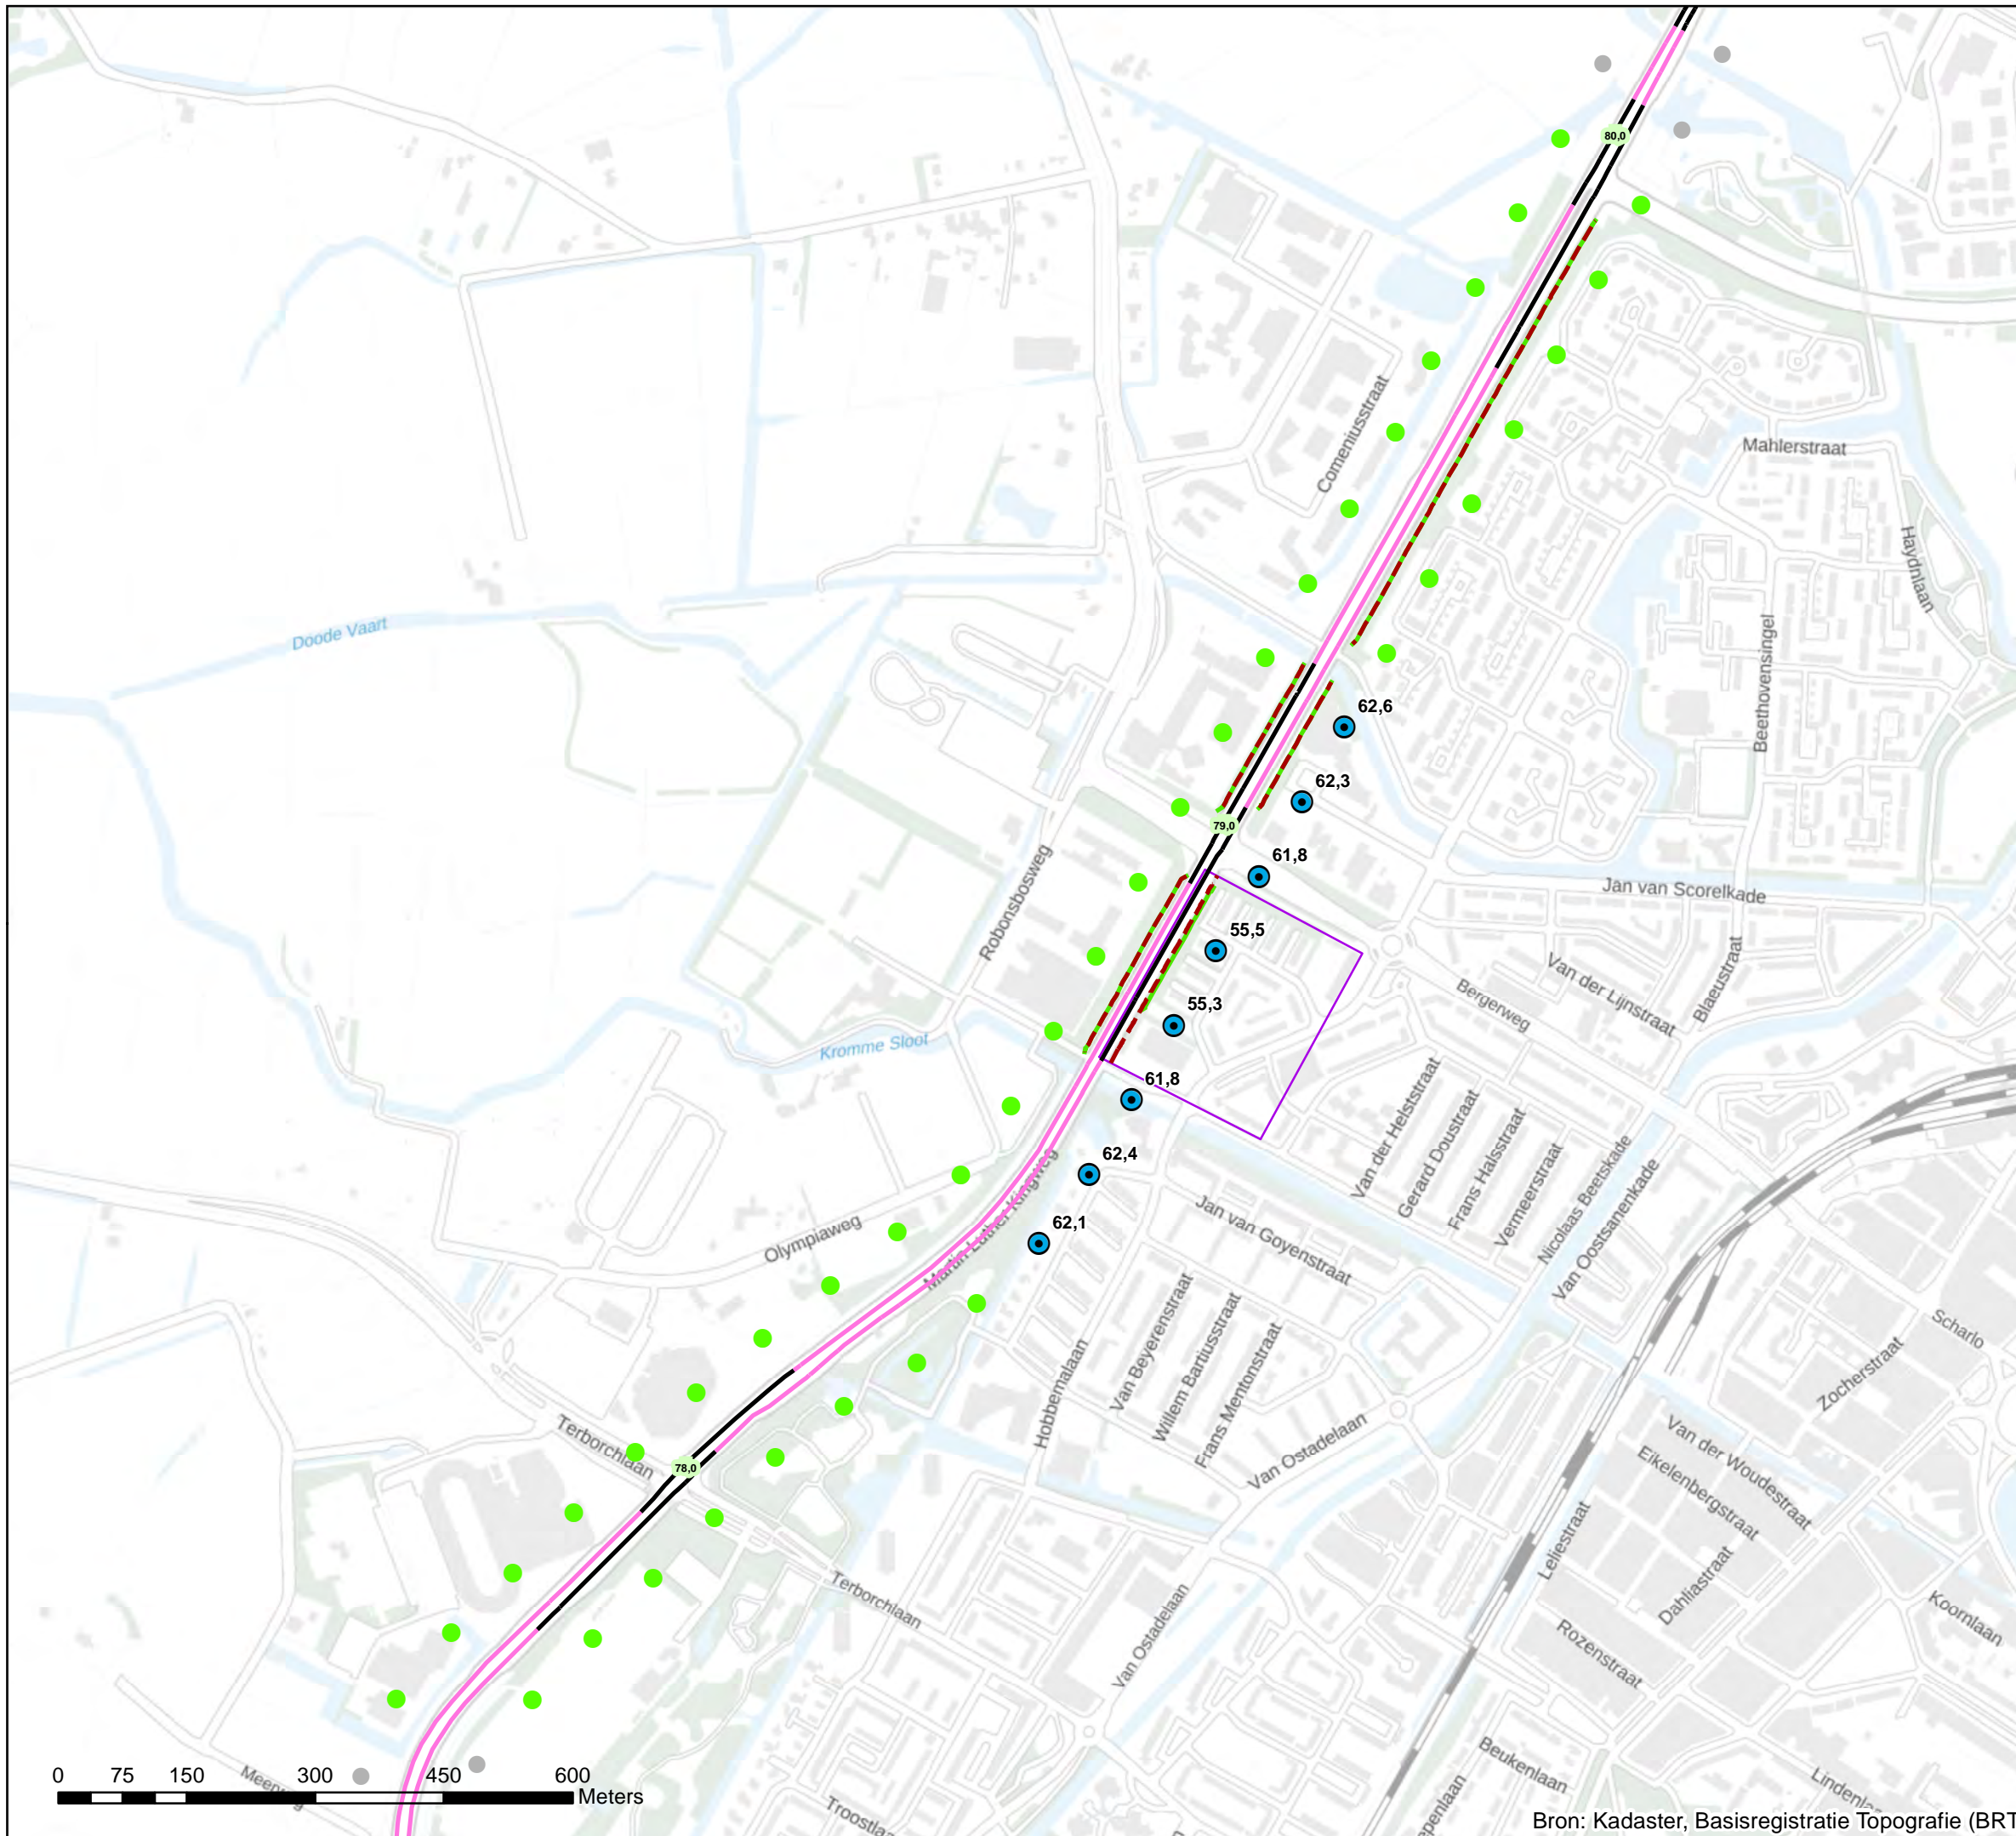 80,0
Comeniusstraat
Mahlerstraat
Haydnlaan
Doode Vaart
Beethovensingel
62,6
62,3
79,0
61,8
Jan van Scorelkade
Robonsbosweg
55,5
Van der Lijnstraat
Blaeustraat
Bergerweg
55,3
Kromme Sloot
61,8
Van der Helststraat
Gerard Doustraat
Frans Halsstraat
Vermeerstraat
Nicolaas Beetskade
Van Oostsanenkade
62,4
Martin Luther Kingweg
62,1
Olympiaweg
Jan van Goyenstraat
Van Beyerenstraat
Willem Bartiusstraat
Frans Mentonstraat
Hobbemalaan
Scharlo
Zocherstraat
Terborchlaan
78,0
Van Ostadelaan
Van der Woudestraat
Eikelenbergstraat
Leliestraat
Dahliastraat
Terborchlaan
Van Ostadelaan
Rozenstraat
Koornlaan
Beukenlaan
0 75 150 300 450 600
Meters
Bron: Kadaster, Basisregistratie Topografie (BRT